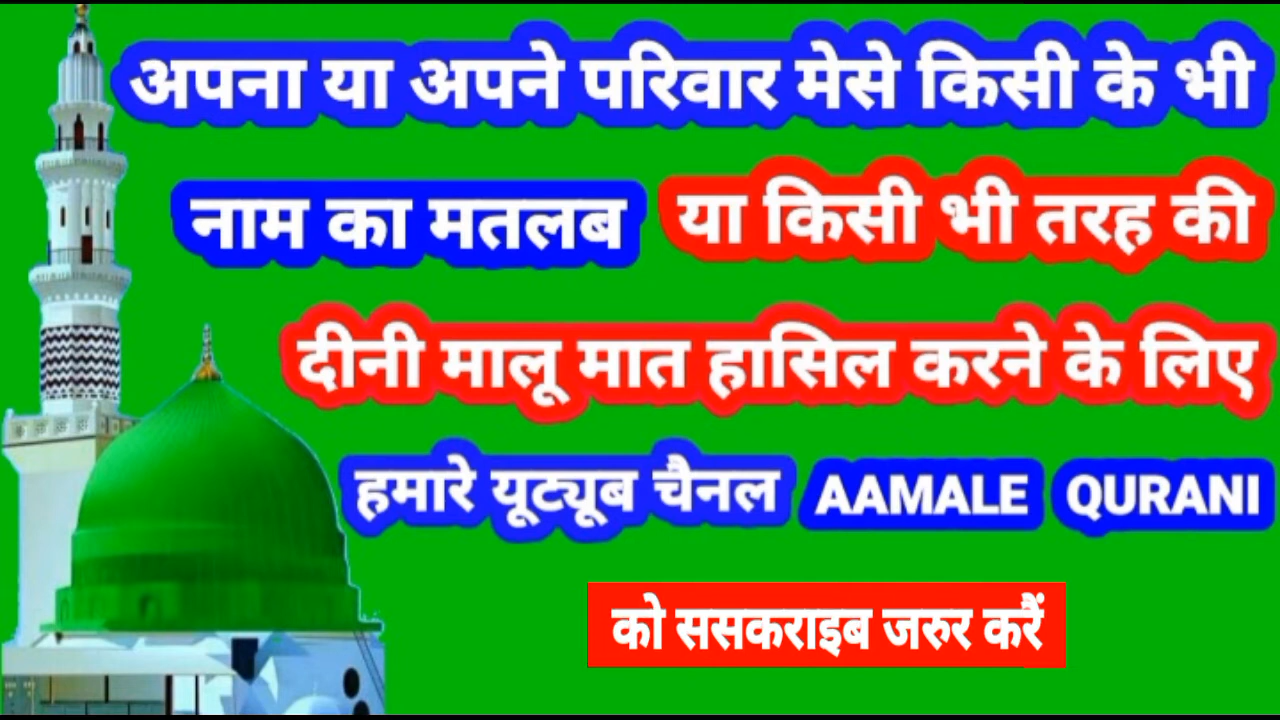 अपना या अपने परिवार मेसे किसी के भी
नाम का मतलब या किसी भी तरह की
दीनी मालू मात हासिल करने के लिए
हमारे यूट्यूब चैनल AAMALE QURANI
को ससकराइब जरुर करैं